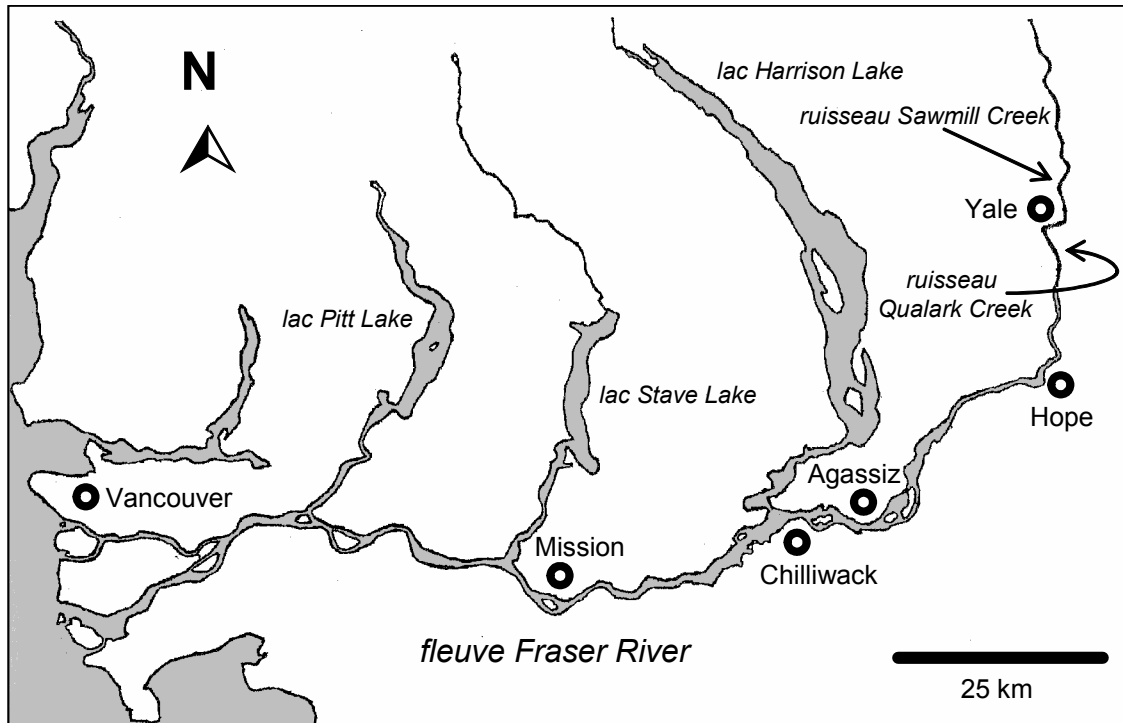 N
lac Harrison Lake
ruisseau Sawmill Creek
Yale
ruisseau
Qualark Creek
lac Pitt Lake
lac Stave Lake
Hope
Agassiz
Vancouver
Mission
Chilliwack
fleuve Fraser River
25 km